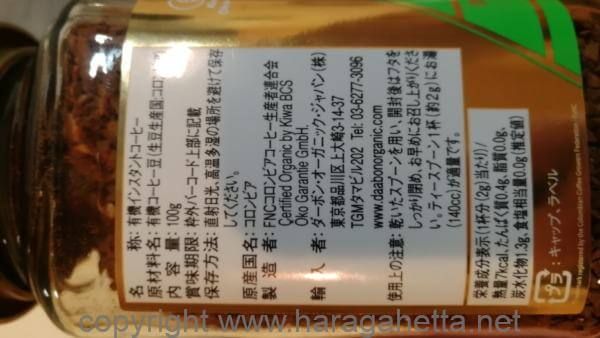 名 称: 有機インスタントコーヒー
原材料名: 有機コーヒー豆(生豆生産国コロンビ
内 容 量: 100g
賞味期限: 枠外バーコード上部に記載
保存方法: 直射日光、高温多湿の場所を避けて保存
してください。
原産国名: コロンビア
製 造 者: FNCコロンビアコーヒー生産者連合会
Certified Organic by Kiwa BCS
Öko Garantie GmbH,
輸 入 者: ダーボン・オーガニック・ジャパン(株)
東京都品川区上大崎3-14-37
TGMタマビル202 Tel: 03-6277-3096
www.daabonorganic.com
使用上の注意: 乾いたスプーンを用い、開封後はフタを
しっかり閉め、お早めにお召し上がりくださ
い。ティースプーン1杯(約2g)にお湯
(140cc)が適量です。
栄養成分表示(1杯分(2g)当たり)/
熱量7kcal、たんぱく質0.4g、脂質0.0g、
炭水化物1.3g、食塩相当量0.0g(推定値)
プラ : キャップ、ラベル
registered by the Colombian Coffee Growers Federation
copyright www.haragahetta.net